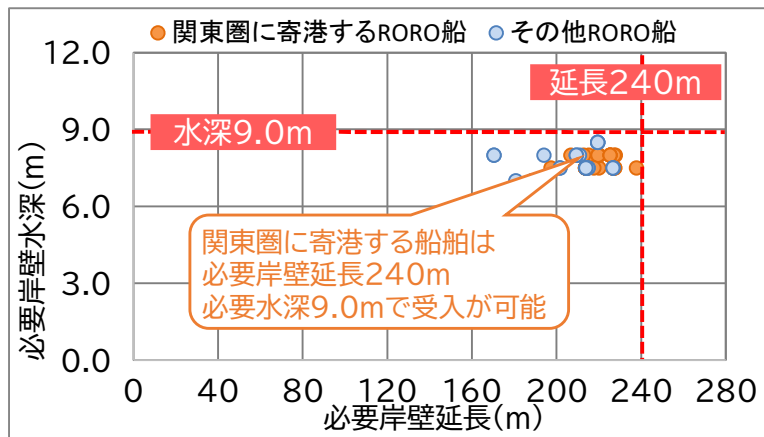 関東圏に寄港するRORO船 その他RORO船
12.0
9.0
6.0
3.0
0.0
必要岸壁水深(m)
延長240m
水深9.0m
関東圏に寄港する船舶は
必要岸壁延長240m
必要水深9.0mで受入が可能
0 40 80 120 160 200 240 280
必要岸壁延長(m)